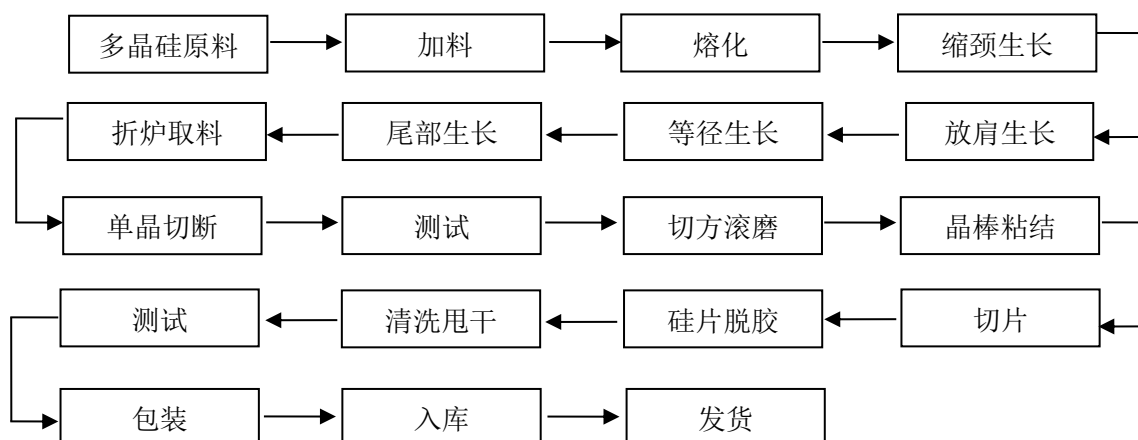 多晶硅原料
加料
熔化
缩颈生长
放肩生长
等径生长
尾部生长
折炉取料
单晶切断
测试
切方滚磨
晶棒粘结
切片
硅片脱胶
清洗甩干
测试
包装
入库
发货